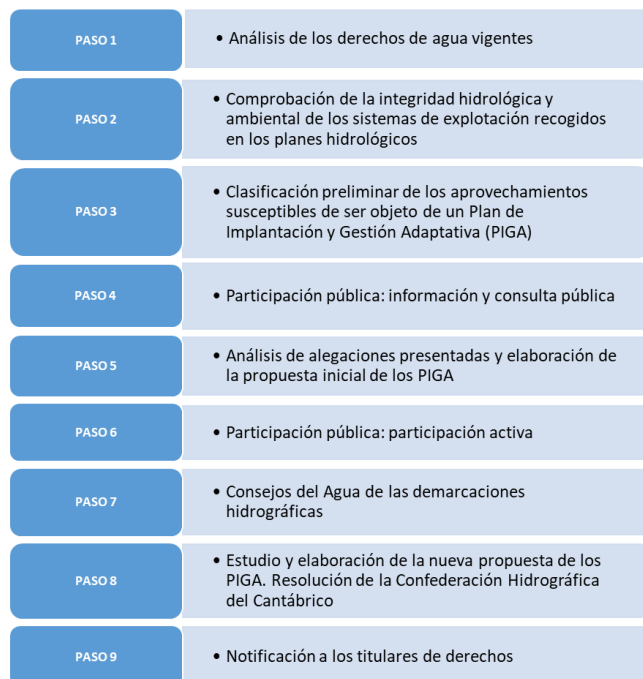 PASO 1
• Análisis de los derechos de agua vigentes
PASO 2
• Comprobación de la integridad hidrológica y
ambiental de los sistemas de explotación recogidos
en los planes hidrológicos
PASO 3
• Clasificación preliminar de los aprovechamientos
susceptibles de ser objeto de un Plan de
Implantación y Gestión Adaptativa (PIGA)
PASO 4
• Participación pública: información y consulta pública
PASO 5
• Análisis de alegaciones presentadas y elaboración de
la propuesta inicial de los PIGA
PASO 6
• Participación pública: participación activa
PASO 7
• Consejos del Agua de las demarcaciones
hidrográficas
PASO 8
• Estudio y elaboración de la nueva propuesta de los
PIGA. Resolución de la Confederación Hidrográfica
del Cantábrico
PASO 9
• Notificación a los titulares de derechos